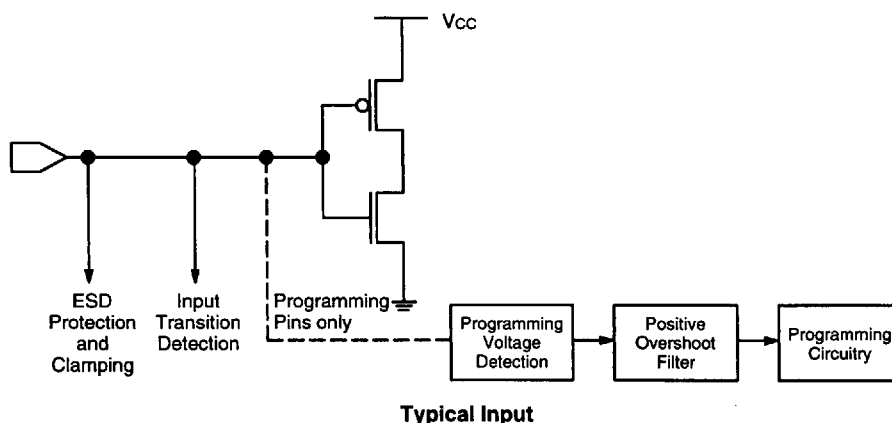 VCC
ESD
Protection
and
Clamping
Input
Transition
Detection
Programming
Pins only
Programming
Voltage
Detection
Positive
Overshoot
Filter
Programming
Circuitry
Typical Input